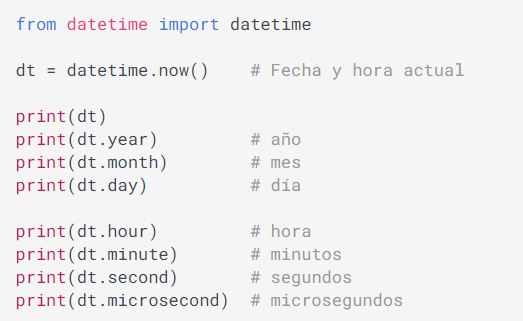 from datetime import datetime
dt = datetime.now()    # Fecha y hora actual
print(dt)
print(dt.year)         # año
print(dt.month)        # mes
print(dt.day)          # día
print(dt.hour)         # hora
print(dt.minute)       # minutos
print(dt.second)       # segundos
print(dt.microsecond)  # microsegundos